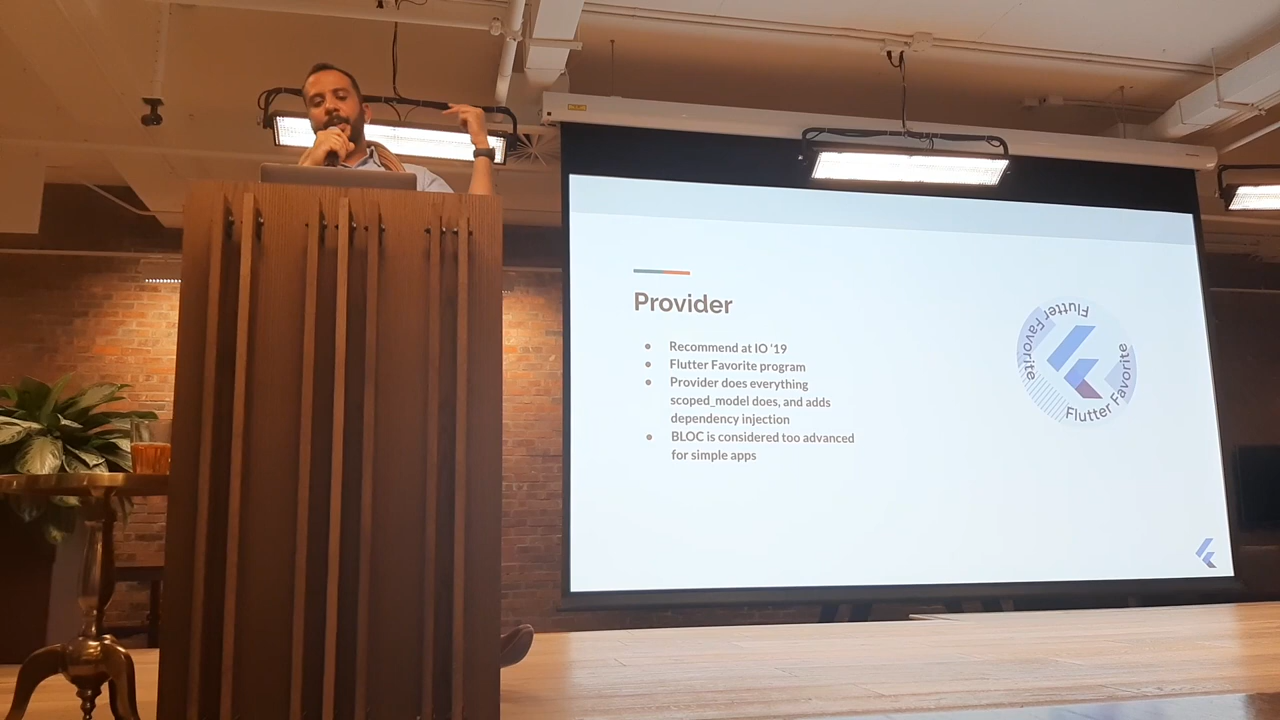 Provider
● Recommend at IO '19
● Flutter Favorite program
● Provider does everything
scoped_model does, and adds
dependency injection
● BLOC is considered too advanced
for simple apps
Flutter Favorite
Flutter Favorite